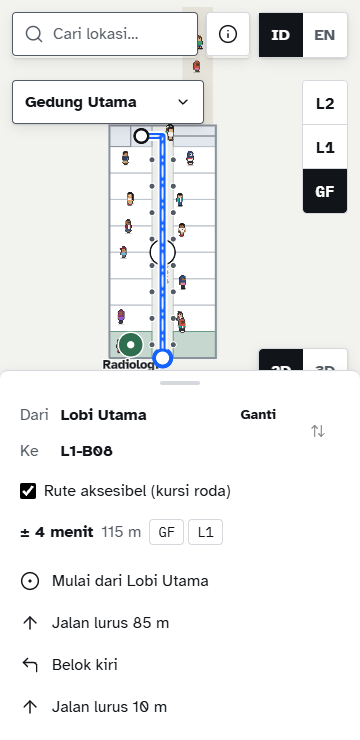 Cari lokasi...
ID
EN
Gedung Utama
L2
L1
GF
Radiologi
Dari Lobi Utama Ganti
Ke L1-B08
Rute aksesibel (kursi roda)
± 4 menit 115 m GF L1
Mulai dari Lobi Utama
Jalan lurus 85 m
Belok kiri
Jalan lurus 10 m